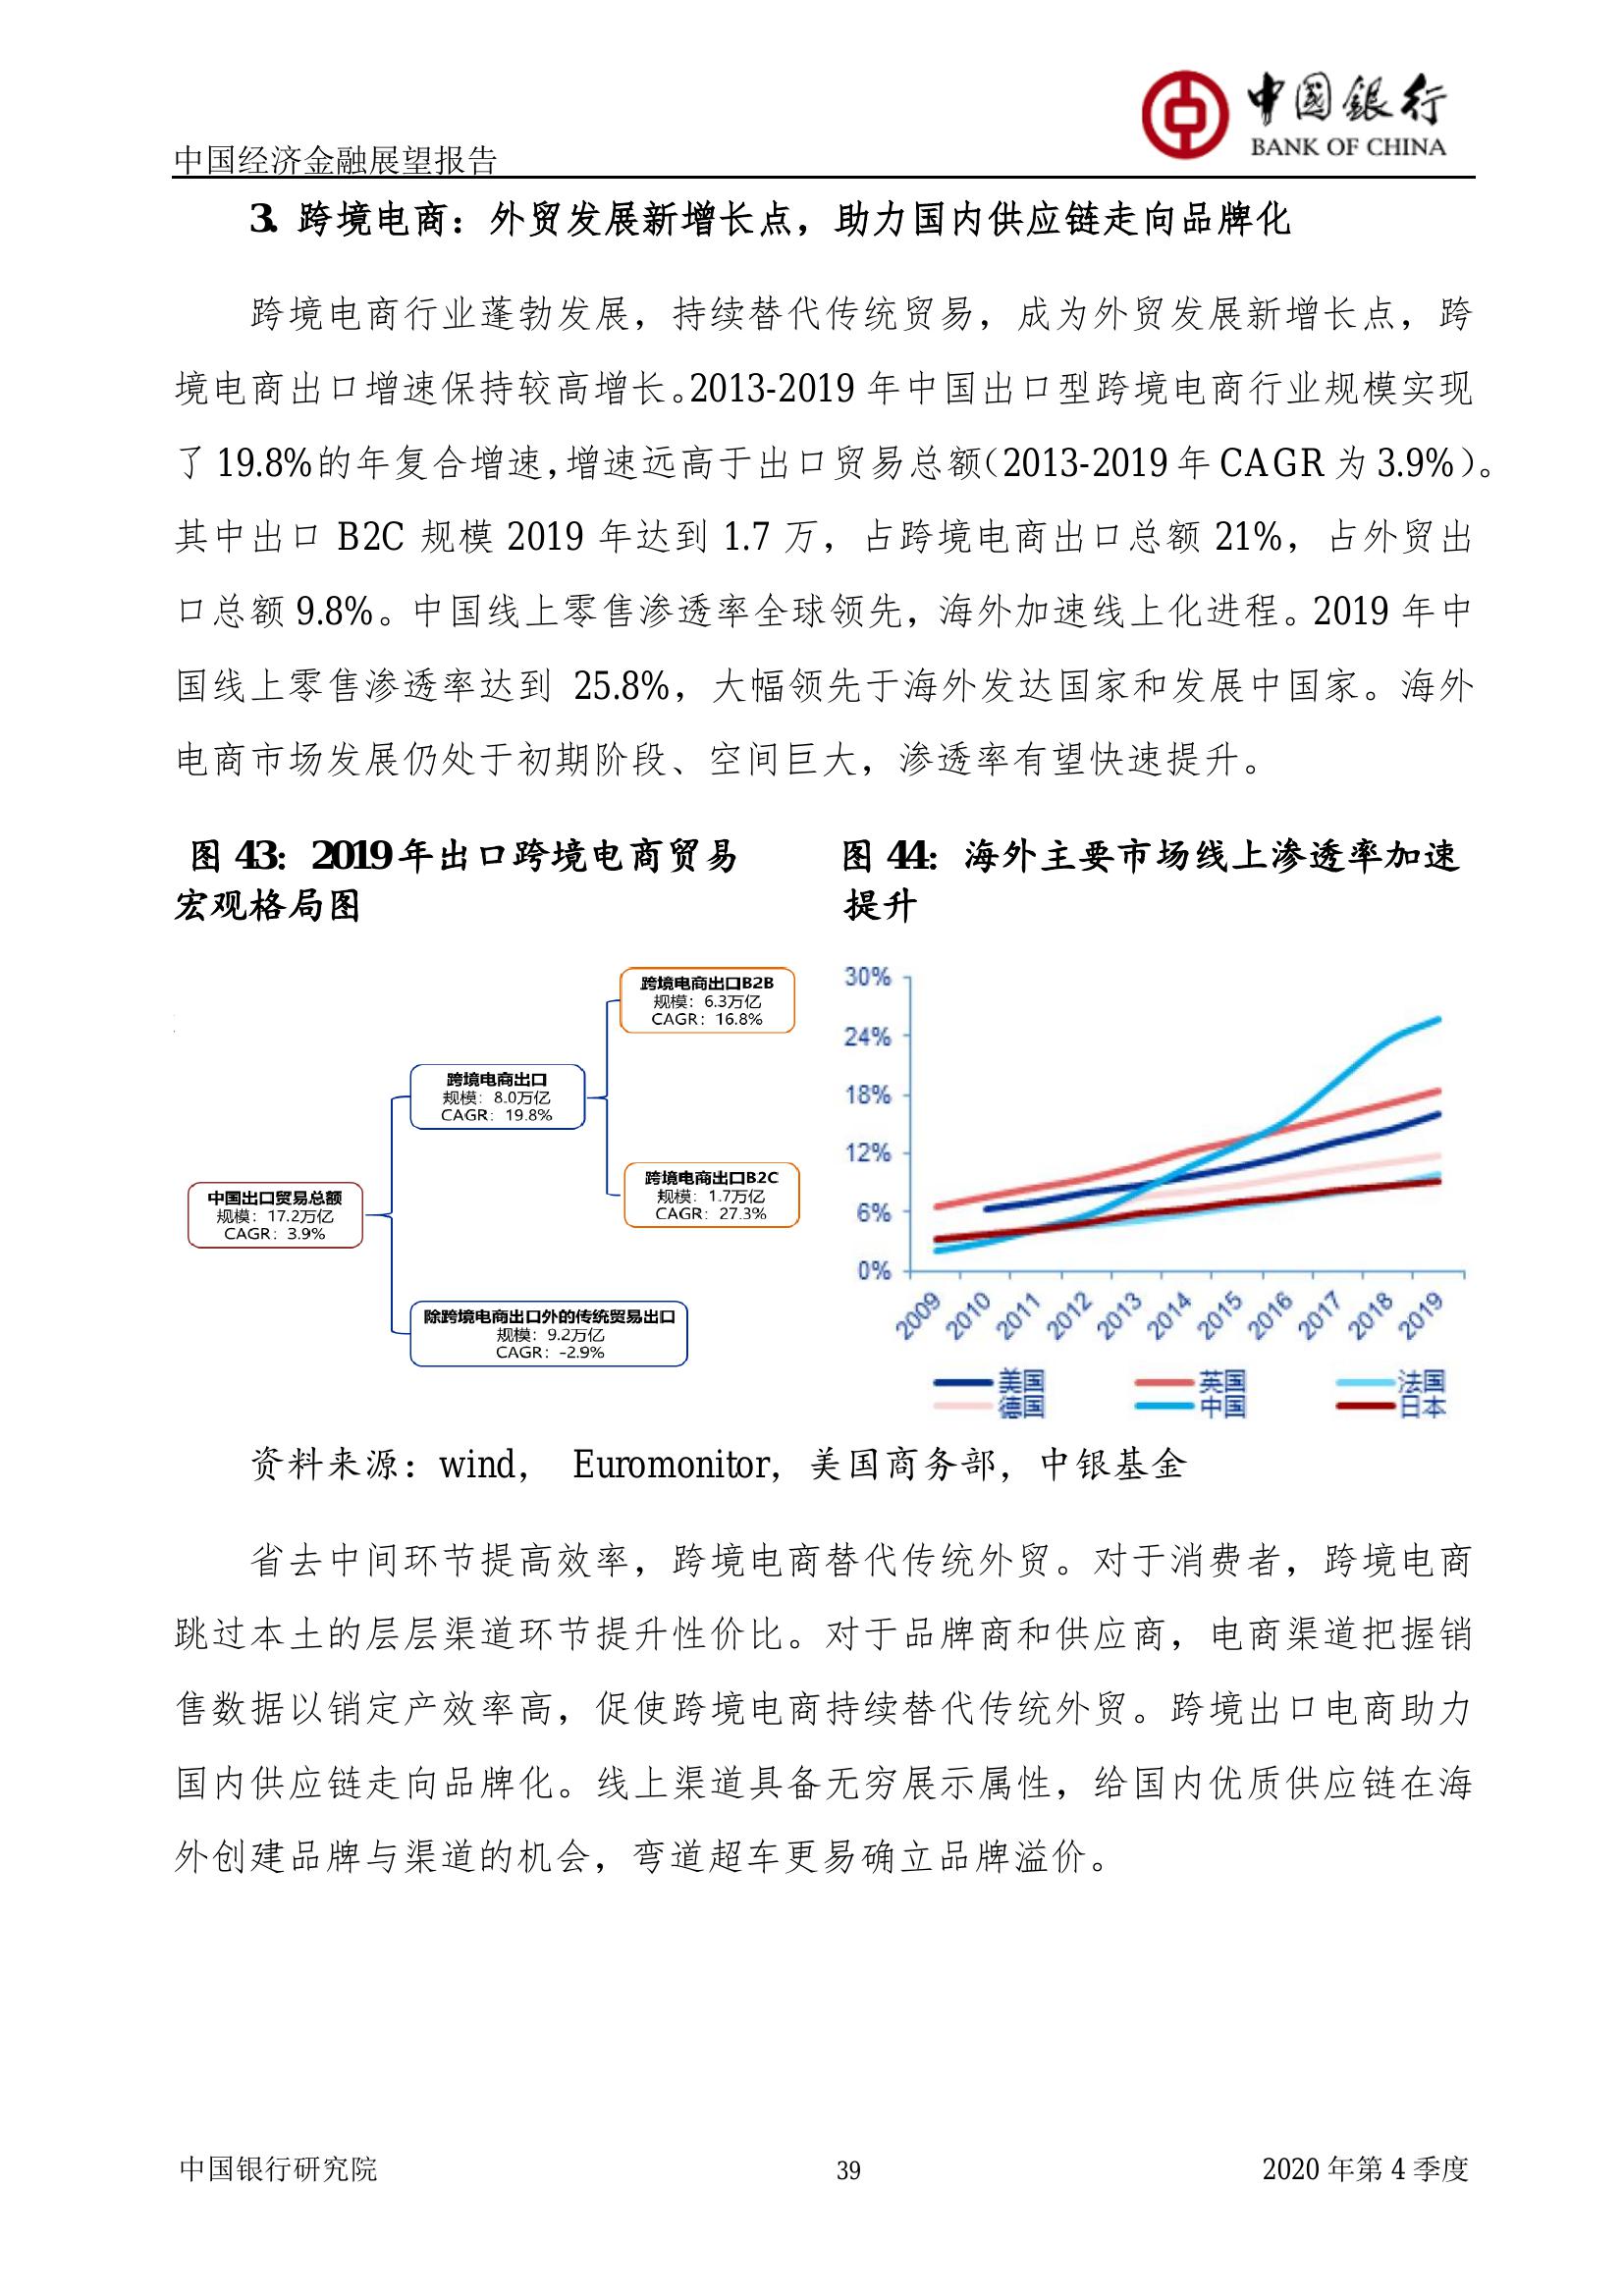 中國銀行
BANK OF CHINA
中国经济金融展望报告
3. 跨境电商：外贸发展新增长点，助力国内供应链走向品牌化
跨境电商行业蓬勃发展，持续替代传统贸易，成为外贸发展新增长点，跨
境电商出口增速保持较高增长。2013-2019 年中国出口型跨境电商行业规模实现
了 19.8%的年复合增速，增速远高于出口贸易总额（2013-2019 年 CAGR 为 3.9%）。
其中出口 B2C 规模 2019 年达到 1.7 万，占跨境电商出口总额 21%，占外贸出
口总额 9.8%。中国线上零售渗透率全球领先，海外加速线上化进程。2019 年中
国线上零售渗透率达到 25.8%，大幅领先于海外发达国家和发展中国家。海外
电商市场发展仍处于初期阶段、空间巨大，渗透率有望快速提升。
图 43：2019 年出口跨境电商贸易
宏观格局图
跨境电商出口B2B
规模：6.3万亿
CAGR：16.8%
跨境电商出口
规模：8.0万亿
CAGR：19.8%
跨境电商出口B2C
规模：1.7万亿
CAGR：27.3%
中国出口贸易总额
规模：17.2万亿
CAGR：3.9%
除跨境电商出口外的传统贸易出口
规模：9.2万亿
CAGR：-2.9%
图 44：海外主要市场线上渗透率加速
提升
30%
24%
18%
12%
6%
0%
2009 2010 2011 2012 2013 2014 2015 2016 2017 2018 2019
美国 英国 法国
德国 中国 日本
资料来源：wind， Euromonitor，美国商务部，中银基金
省去中间环节提高效率，跨境电商替代传统外贸。对于消费者，跨境电商
跳过本土的层层渠道环节提升性价比。对于品牌商和供应商，电商渠道把握销
售数据以销定产效率高，促使跨境电商持续替代传统外贸。跨境出口电商助力
国内供应链走向品牌化。线上渠道具备无穷展示属性，给国内优质供应链在海
外创建品牌与渠道的机会，弯道超车更易确立品牌溢价。
中国银行研究院 39 2020 年第 4 季度